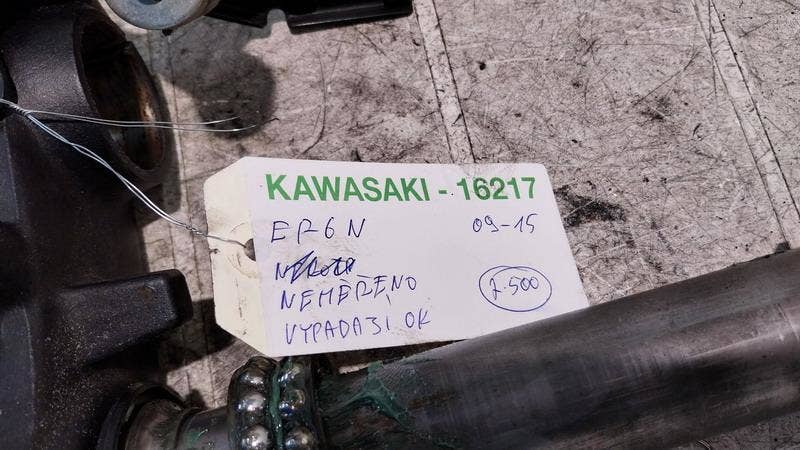 KAWASAKI - 16217
ER6N 09-15
NEMĚŘENO 2.500
VYPADAJI OK